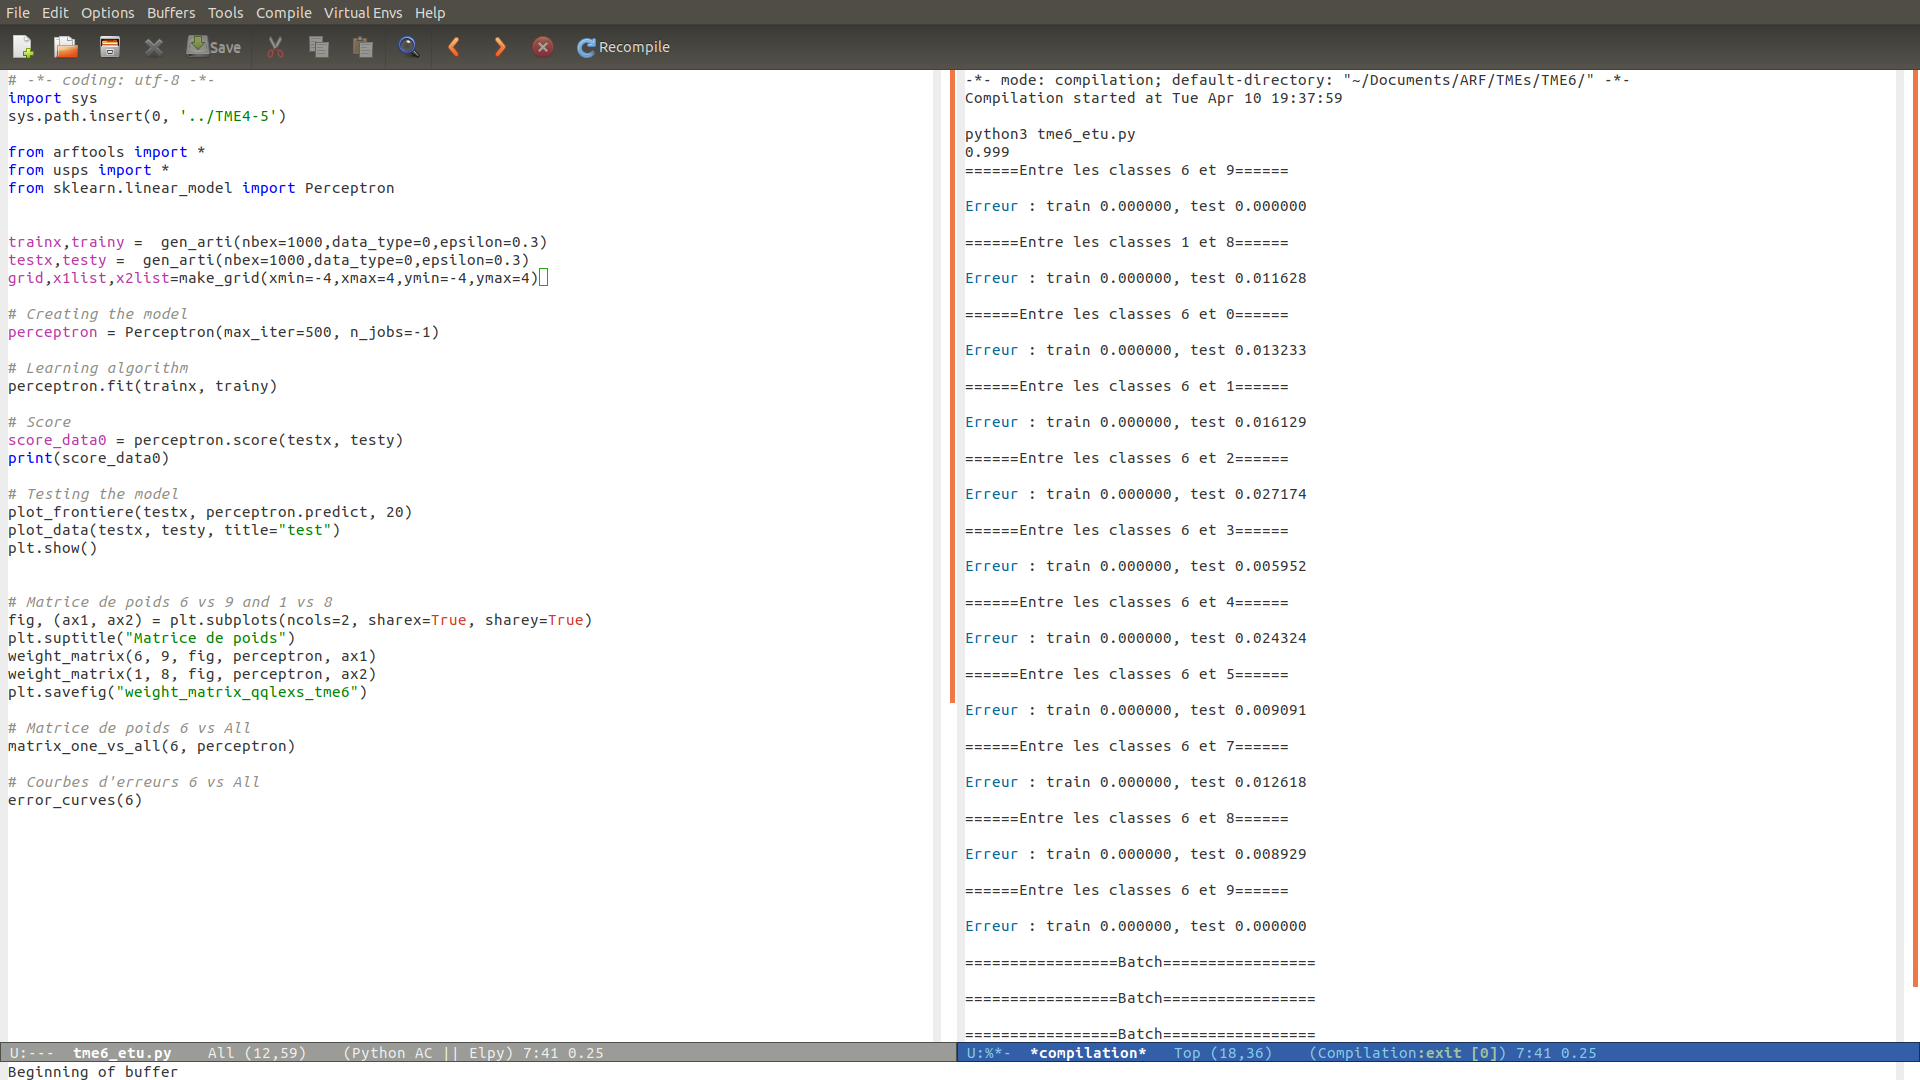 File Edit Options Buffers Tools Compile Virtual Envs Help
Save Recompile
# -*- coding: utf-8 -*-
import sys
sys.path.insert(0, '../TME4-5')
from arftools import *
from usps import *
from sklearn.linear_model import Perceptron
trainx,trainy =  gen_arti(nbex=1000,data_type=0,epsilon=0.3)
testx,testy =  gen_arti(nbex=1000,data_type=0,epsilon=0.3)
grid,x1list,x2list=make_grid(xmin=-4,xmax=4,ymin=-4,ymax=4)
# Creating the model
perceptron = Perceptron(max_iter=500, n_jobs=-1)
# Learning algorithm
perceptron.fit(trainx, trainy)
# Score
score_data0 = perceptron.score(testx, testy)
print(score_data0)
# Testing the model
plot_frontiere(testx, perceptron.predict, 20)
plot_data(testx, testy, title="test")
plt.show()
# Matrice de poids 6 vs 9 and 1 vs 8
fig, (ax1, ax2) = plt.subplots(ncols=2, sharex=True, sharey=True)
plt.suptitle("Matrice de poids")
weight_matrix(6, 9, fig, perceptron, ax1)
weight_matrix(1, 8, fig, perceptron, ax2)
plt.savefig("weight_matrix_qqlexs_tme6")
# Matrice de poids 6 vs All
matrix_one_vs_all(6, perceptron)
# Courbes d'erreurs 6 vs All
error_curves(6)
U:---  tme6_etu.py    All (12,59)    (Python AC || Elpy) 7:41 0.25
Beginning of buffer
-*- mode: compilation; default-directory: "~/Documents/ARF/TMEs/TME6/" -*-
Compilation started at Tue Apr 10 19:37:59
python3 tme6_etu.py
0.999
======Entre les classes 6 et 9======
Erreur : train 0.000000, test 0.000000
======Entre les classes 1 et 8======
Erreur : train 0.000000, test 0.011628
======Entre les classes 6 et 0======
Erreur : train 0.000000, test 0.013233
======Entre les classes 6 et 1======
Erreur : train 0.000000, test 0.016129
======Entre les classes 6 et 2======
Erreur : train 0.000000, test 0.027174
======Entre les classes 6 et 3======
Erreur : train 0.000000, test 0.005952
======Entre les classes 6 et 4======
Erreur : train 0.000000, test 0.024324
======Entre les classes 6 et 5======
Erreur : train 0.000000, test 0.009091
======Entre les classes 6 et 7======
Erreur : train 0.000000, test 0.012618
======Entre les classes 6 et 8======
Erreur : train 0.000000, test 0.008929
======Entre les classes 6 et 9======
Erreur : train 0.000000, test 0.000000
=================Batch=================
=================Batch=================
=================Batch=================
U:%*-  *compilation*   Top (18,36)    (Compilation:exit [0]) 7:41 0.25